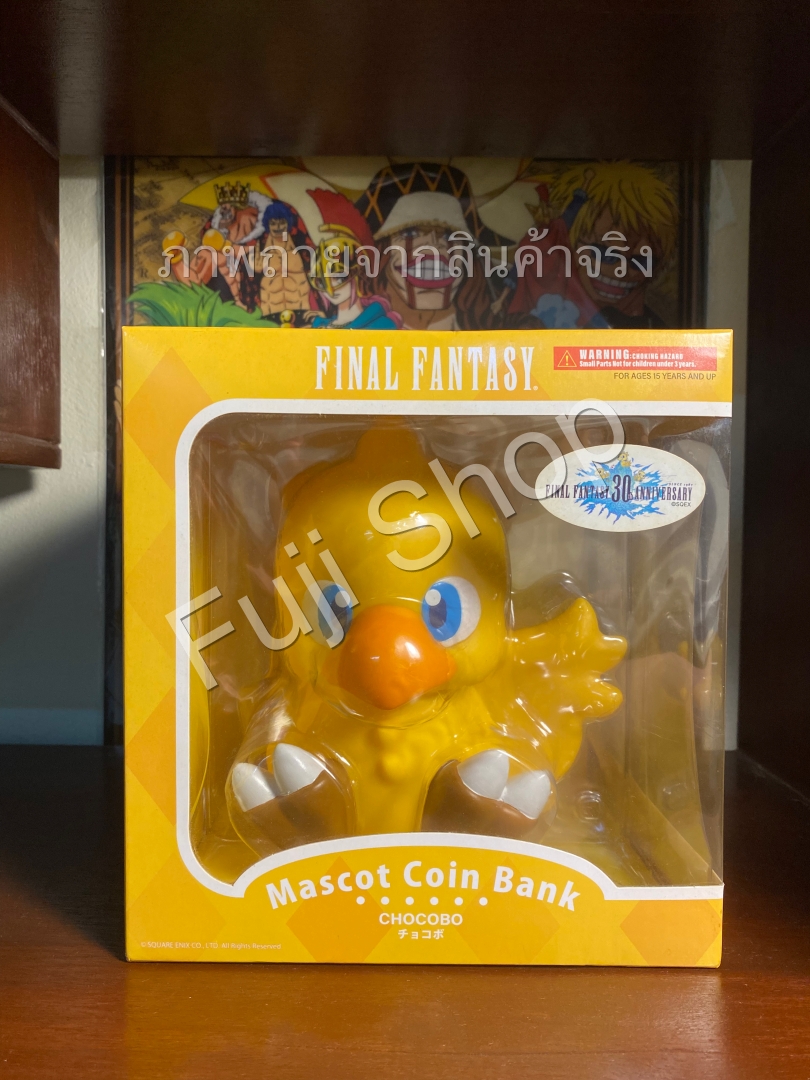 ภาพถ่ายจากสินค้าจริง
FINAL FANTASY®
WARNING: CHOKING HAZARD
Small Parts Not for children under 3 years.
FOR AGES 15 YEARS AND UP
FINAL FANTASY 30th ANNIVERSARY
©SQEX
Fuji Shop
Mascot Coin Bank
CHOCOBO
チョコボ
© SQUARE ENIX CO., LTD. All Rights Reserved.